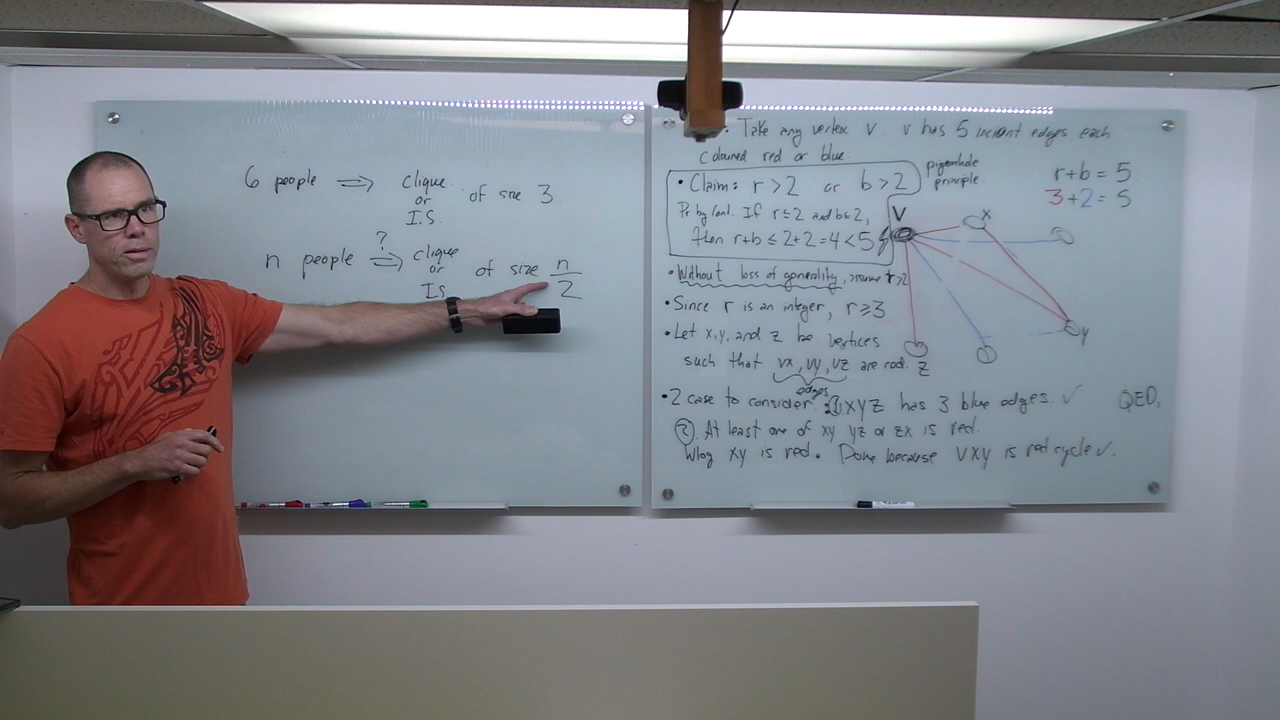 6 people ⟹ Clique
or
I.S.
of size 3.
n people ?⟹ clique
or
IS
of size n/2
• Take any vertex v. v has 5 incident edges each
coloured red or blue.
• Claim: r > 2 or b > 2
pigeonhole
principle.
Pf by Cont. If r ≤ 2 and b ≤ 2,
then r+b ≤ 2+2 = 4 < 5
r+b = 5.
3+2 = 5
V
x
y
z
• Without loss of generality, assume r>2
• Since r is an integer, r ≥ 3
• Let x, y, and z be vertices
such that vx, vy, vz are red.
edges
• 2 case to consider: ① XYZ has 3 blue edges. ✓
QED.
② At least one of xy yz or zx is red.
Wlog xy is red. Done because VXY is red cycle ✓.